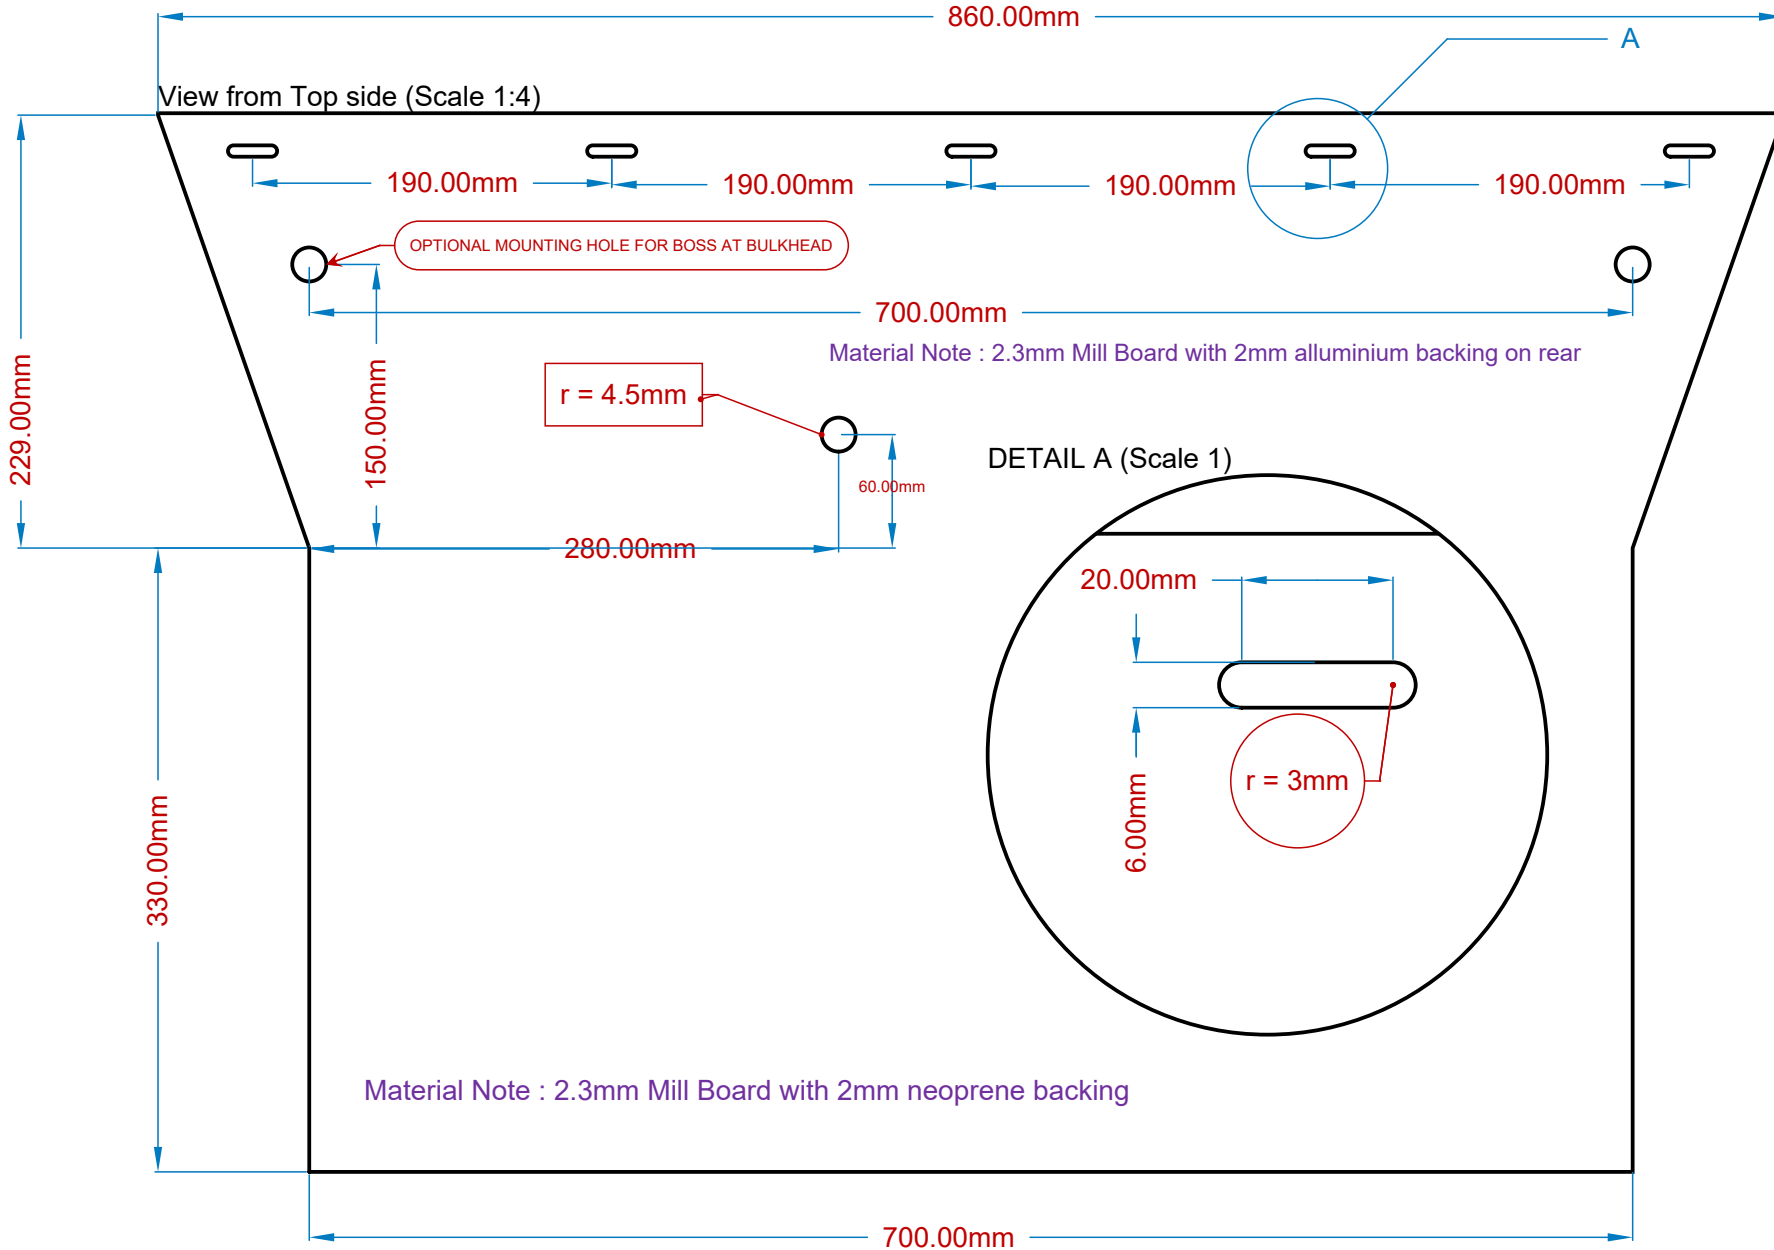 860.00mm
A
View from Top side (Scale 1:4)
190.00mm
190.00mm
190.00mm
190.00mm
OPTIONAL MOUNTING HOLE FOR BOSS AT BULKHEAD
700.00mm
Material Note : 2.3mm Mill Board with 2mm alluminium backing on rear
229.00mm
150.00mm
r = 4.5mm
60.00mm
280.00mm
DETAIL A (Scale 1)
20.00mm
6.00mm
r = 3mm
330.00mm
Material Note : 2.3mm Mill Board with 2mm neoprene backing
700.00mm